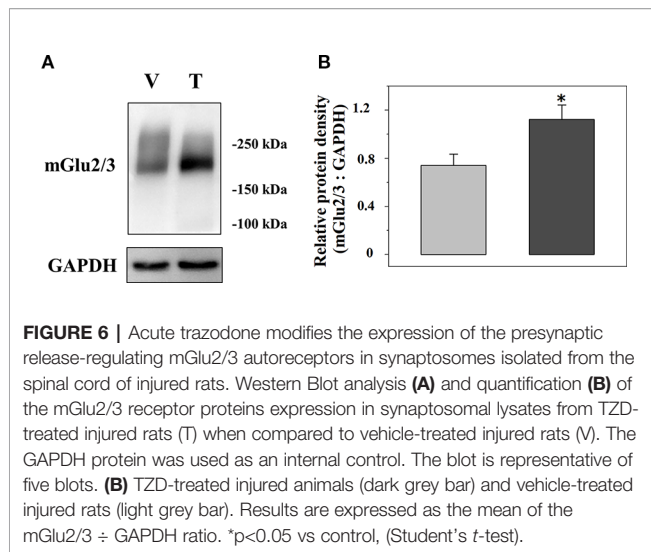 A
B
V T
mGlu2/3
-250 kDa
-150 kDa
-100 kDa
GAPDH
Relative protein density
(mGlu2/3 : GAPDH)
1.2
0.8
0.4
0
*
FIGURE 6 | Acute trazodone modifies the expression of the presynaptic
release-regulating mGlu2/3 autoreceptors in synaptosomes isolated from the
spinal cord of injured rats. Western Blot analysis (A) and quantification (B) of
the mGlu2/3 receptor proteins expression in synaptosomal lysates from TZD-
treated injured rats (T) when compared to vehicle-treated injured rats (V). The
GAPDH protein was used as an internal control. The blot is representative of
five blots. (B) TZD-treated injured animals (dark grey bar) and vehicle-treated
injured rats (light grey bar). Results are expressed as the mean of the
mGlu2/3 ÷ GAPDH ratio. *p<0.05 vs control, (Student's t-test).